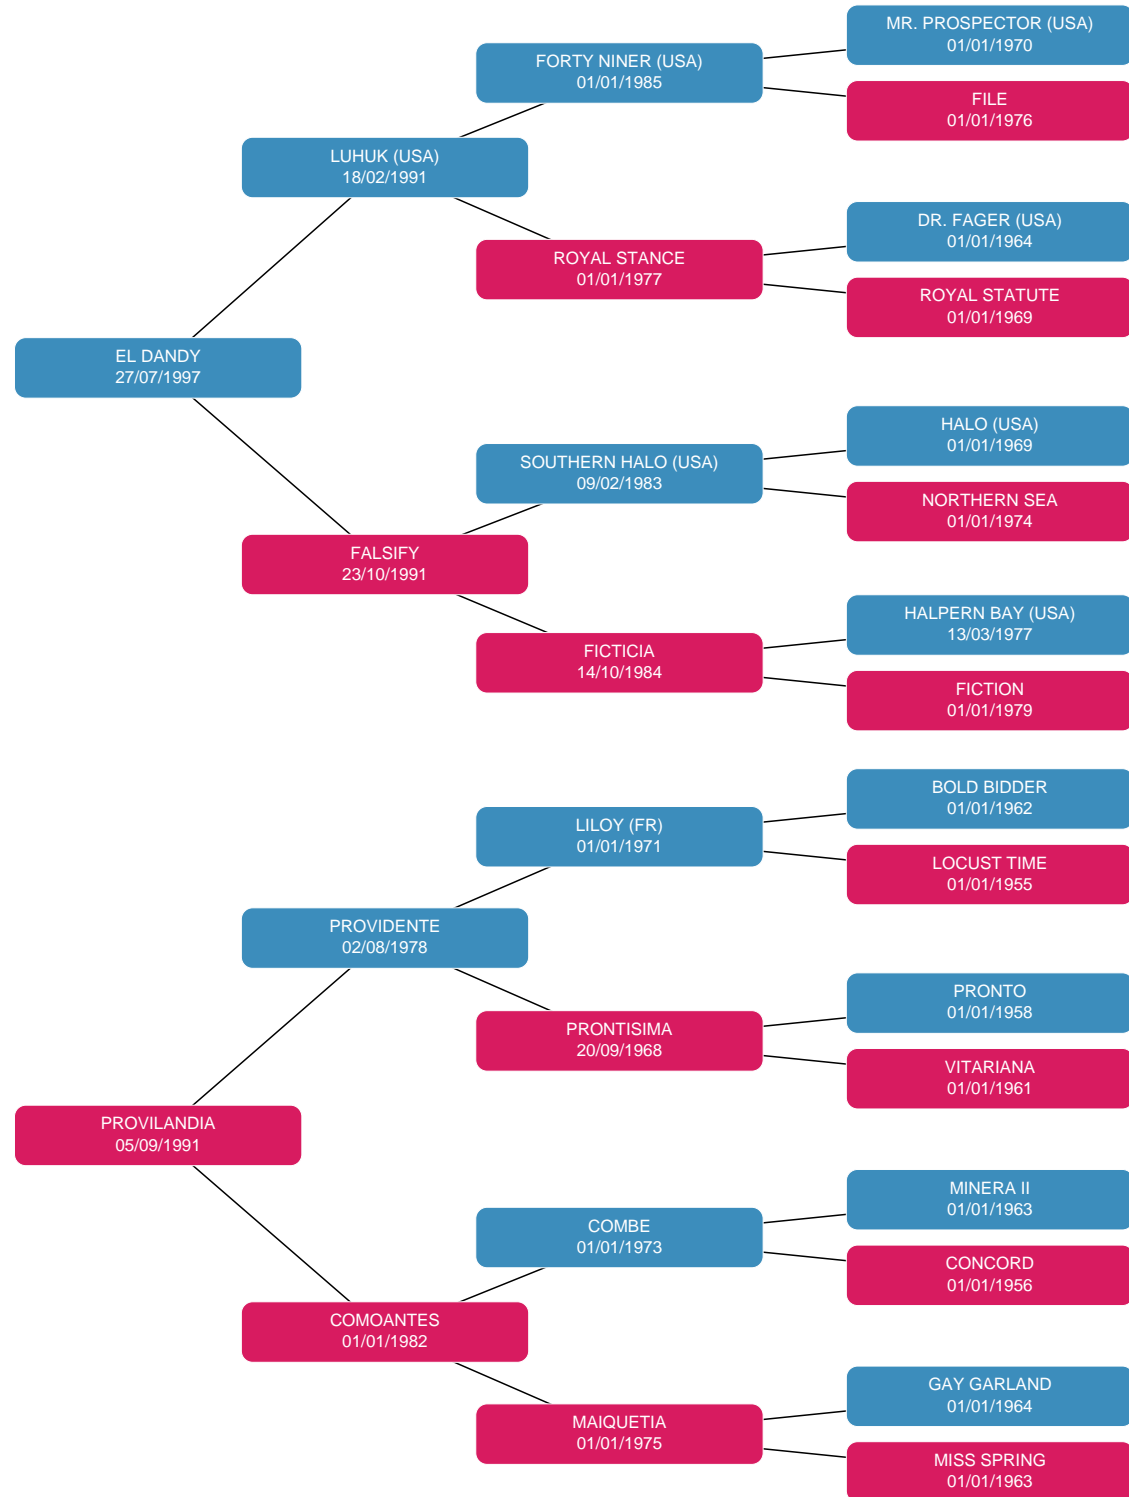 MR. PROSPECTOR (USA)
01/01/1970
FORTY NINER (USA)
01/01/1985
FILE
01/01/1976
LUHUK (USA)
18/02/1991
DR. FAGER (USA)
01/01/1964
ROYAL STANCE
01/01/1977
ROYAL STATUTE
01/01/1969
EL DANDY
27/07/1997
HALO (USA)
01/01/1969
SOUTHERN HALO (USA)
09/02/1983
NORTHERN SEA
01/01/1974
FALSIFY
23/10/1991
HALPERN BAY (USA)
13/03/1977
FICTICIA
14/10/1984
FICTION
01/01/1979
BOLD BIDDER
01/01/1962
LILOY (FR)
01/01/1971
LOCUST TIME
01/01/1955
PROVIDENTE
02/08/1978
PRONTO
01/01/1958
PRONTISIMA
20/09/1968
VITARIANA
01/01/1961
PROVILANDIA
05/09/1991
MINERA II
01/01/1963
COMBE
01/01/1973
CONCORD
01/01/1956
COMOANTES
01/01/1982
GAY GARLAND
01/01/1964
MAIQUETIA
01/01/1975
MISS SPRING
01/01/1963